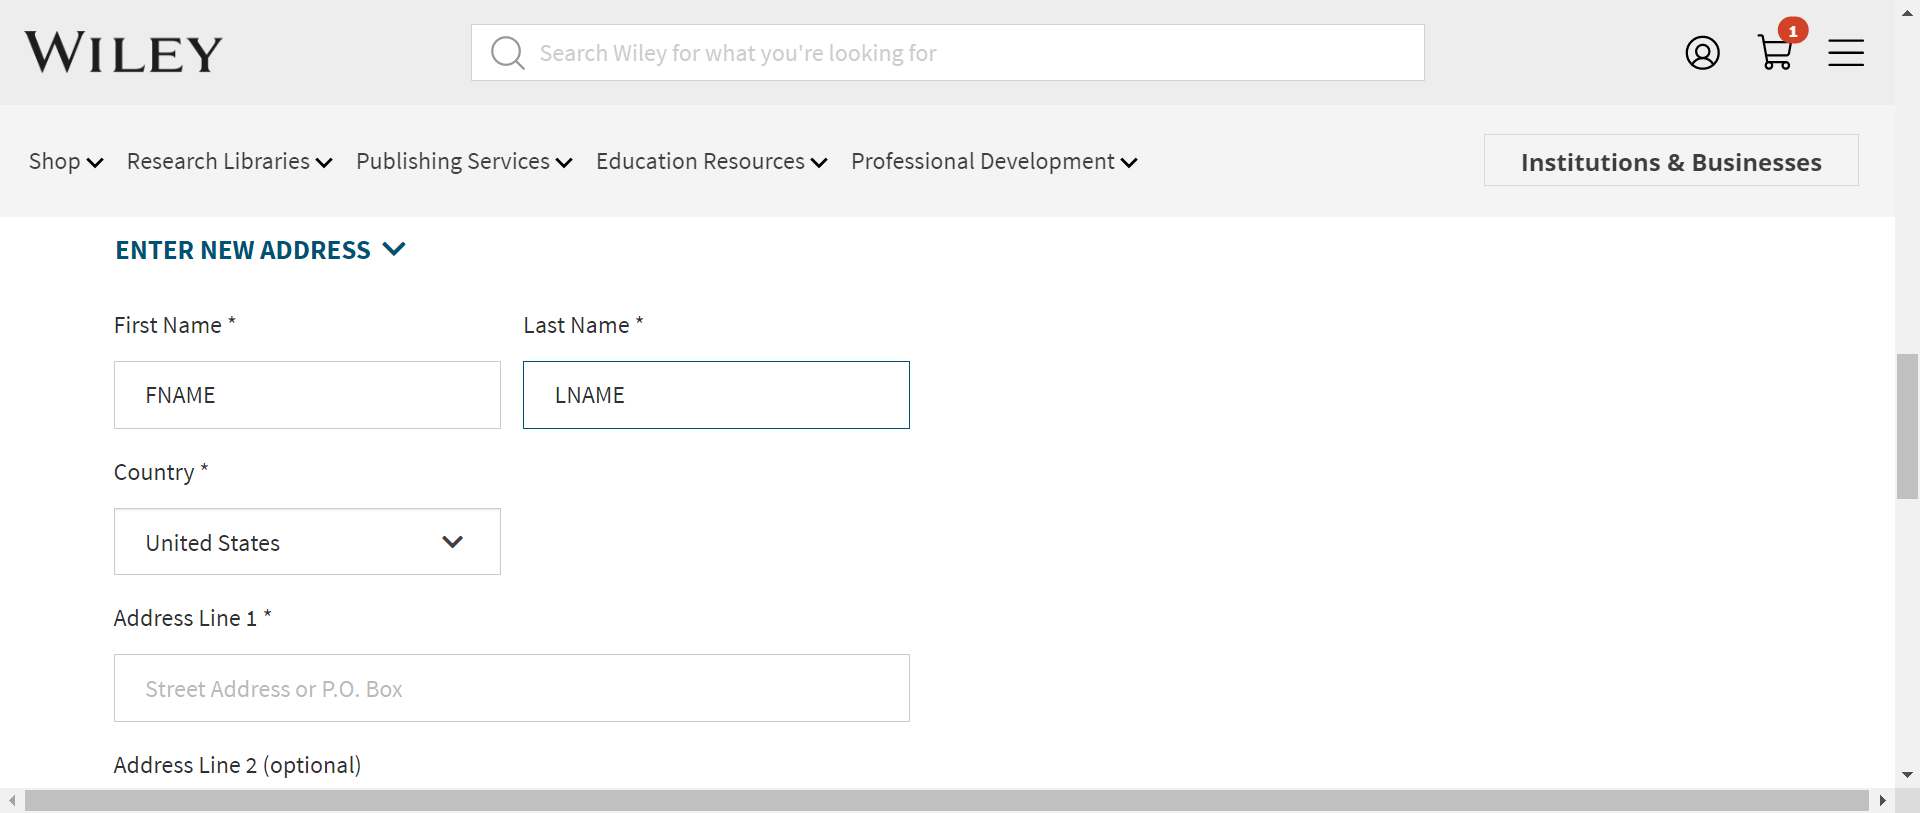 WILEY
Search Wiley for what you're looking for
1
Shop Research Libraries Publishing Services Education Resources Professional Development
Institutions & Businesses
ENTER NEW ADDRESS
First Name * Last Name *
FNAME LNAME
Country *
United States
Address Line 1 *
Street Address or P.O. Box
Address Line 2 (optional)